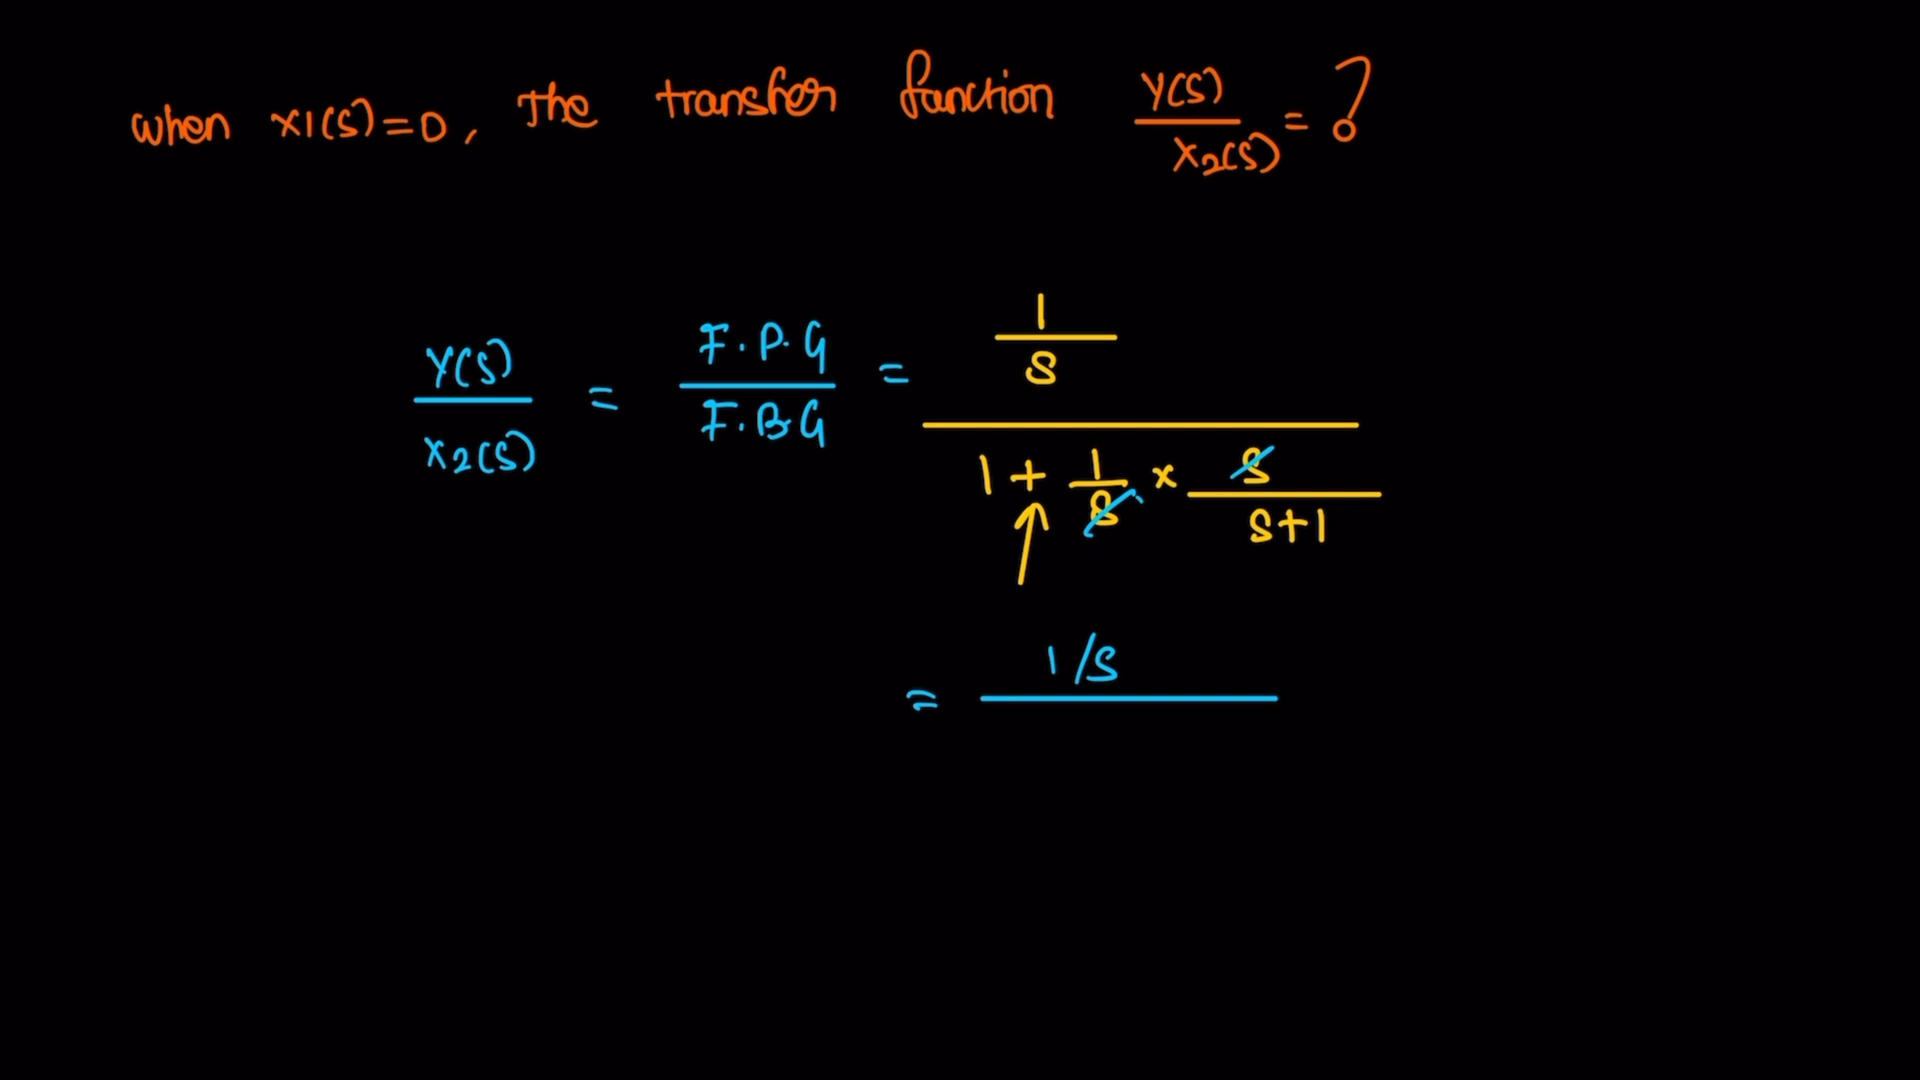 when x1(s)=0, The transfer function Y(s)/X2(s) = ?
Y(s)/X2(s) = F.P.G/F.B.G = (1/s)/(1 + 1/s × s/(s+1))
= 1/s